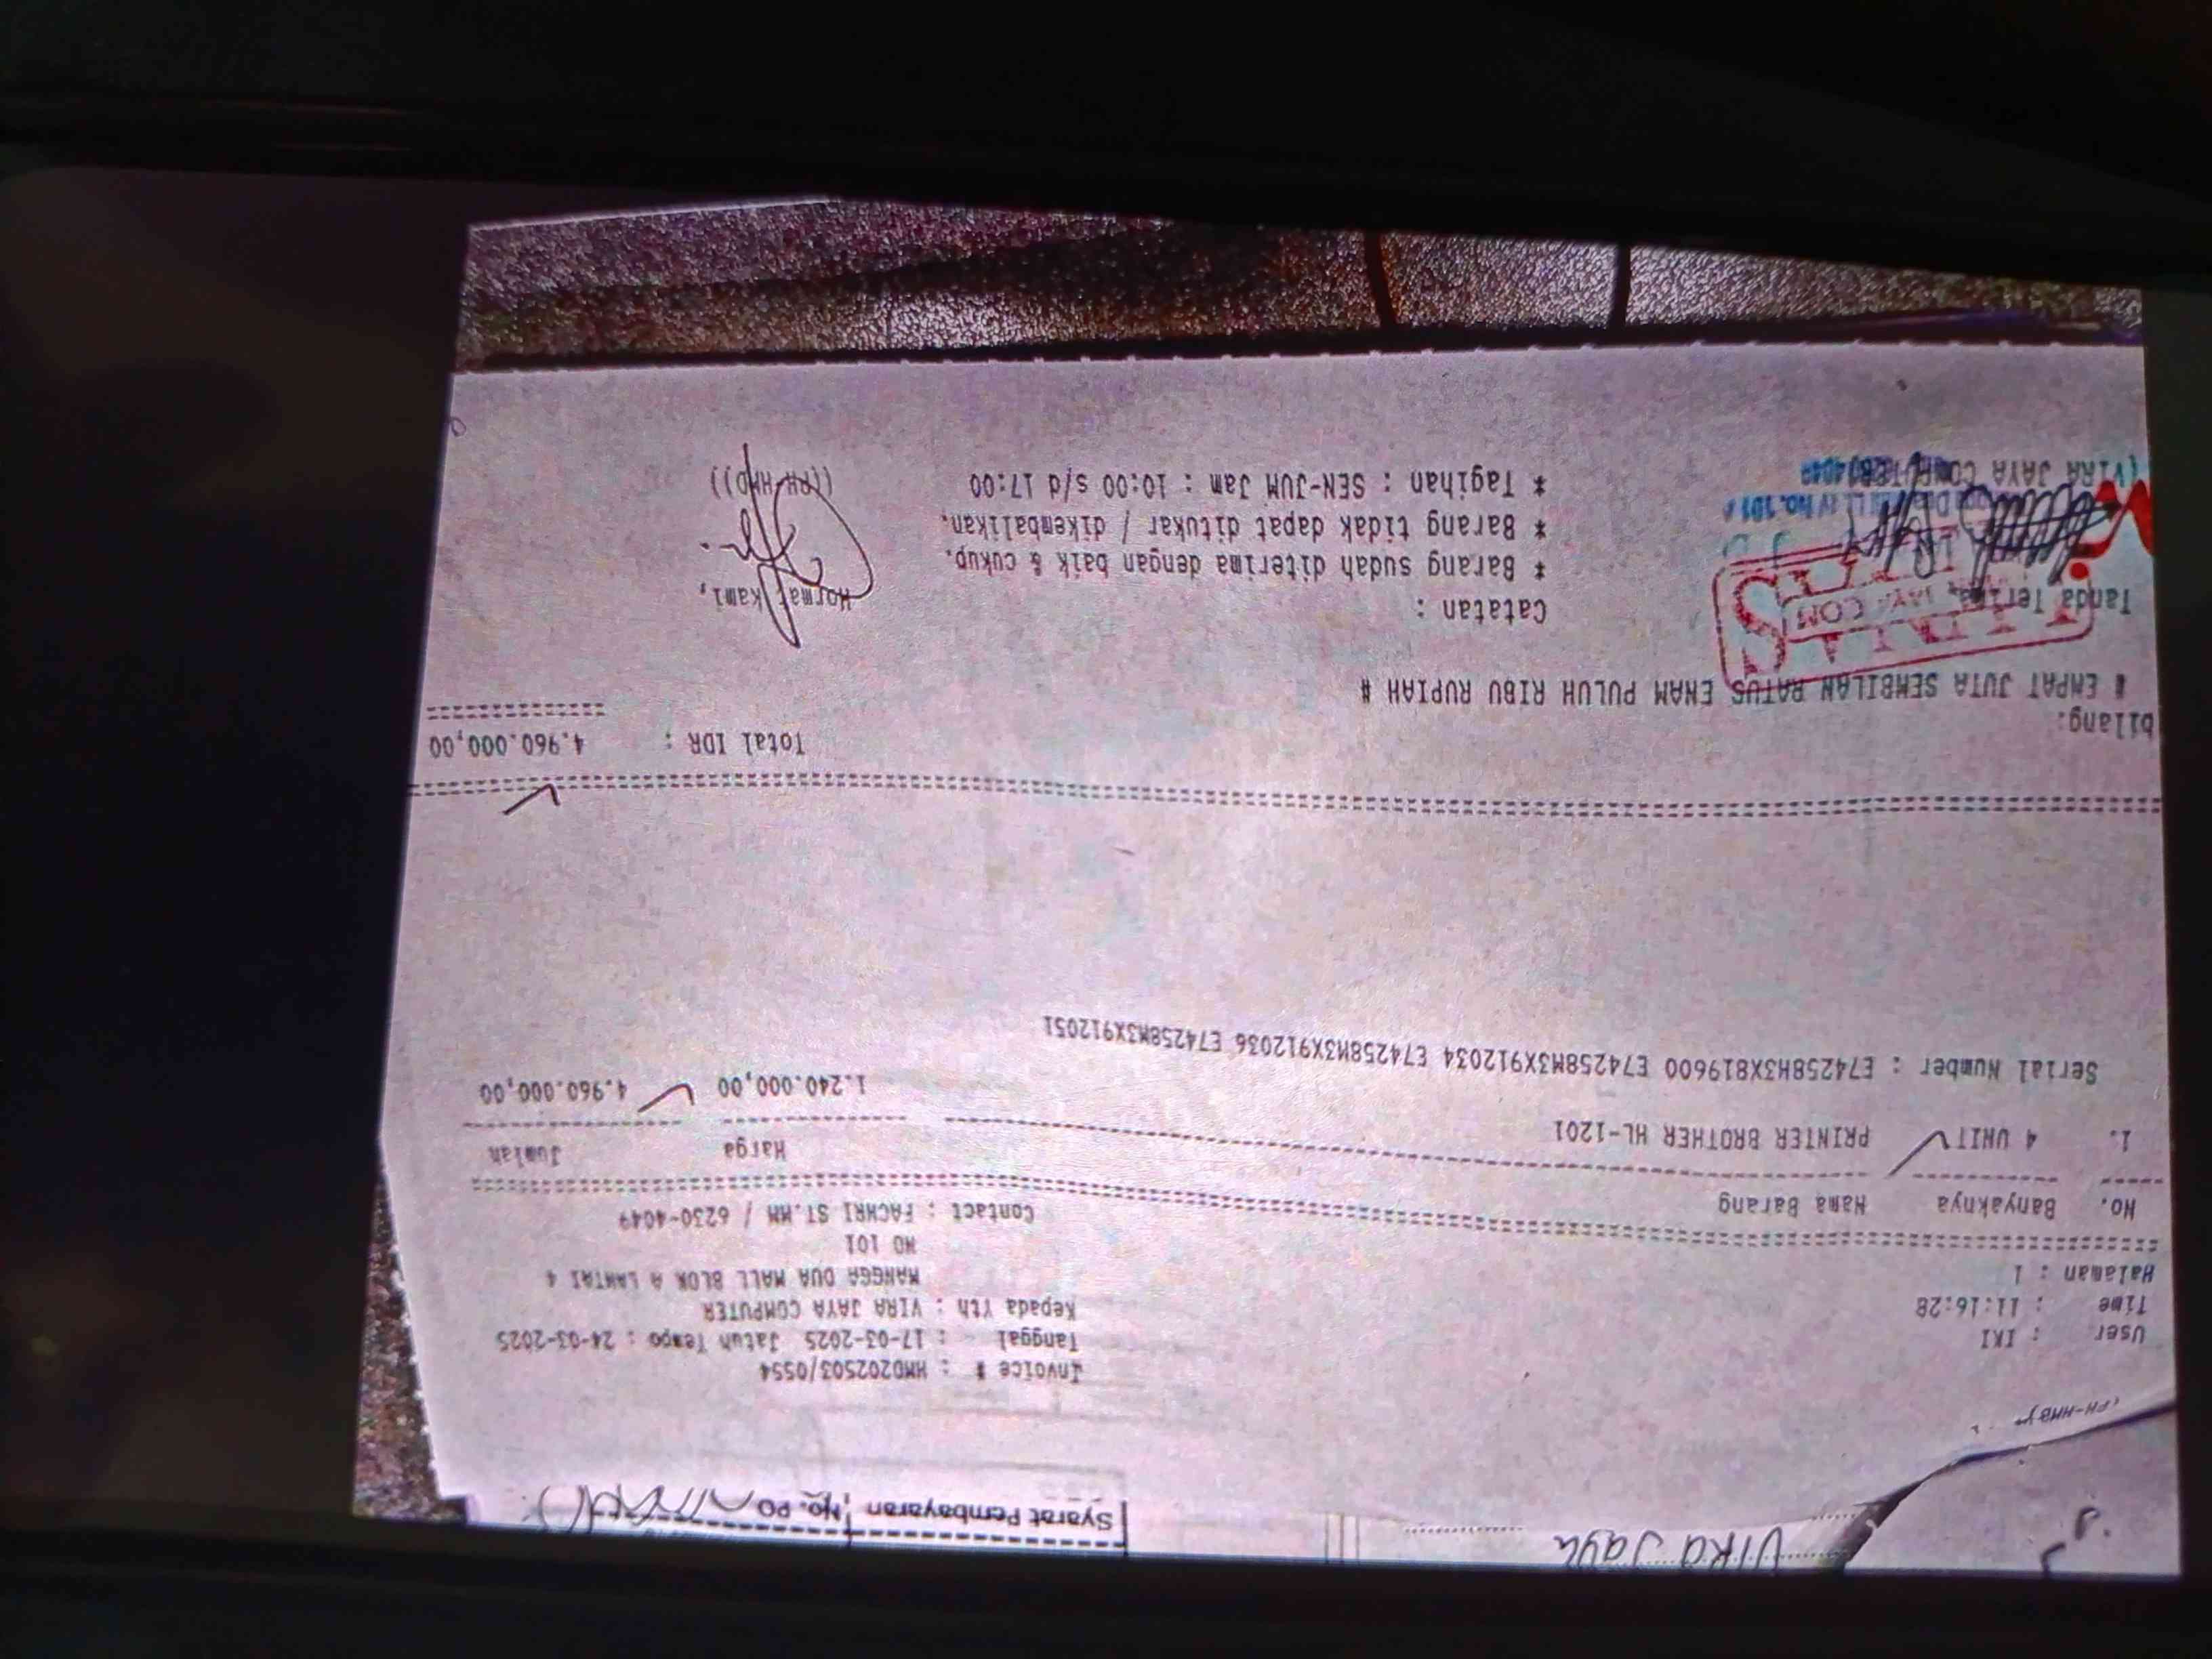 Vira Jaya
Syarat Pembayaran No. PO
(PH-HMD)
Invoice # : HMD202503/0554
User : IKI Tanggal : 17-03-2025 Jatuh Tempo : 24-03-2025
Time : 11:16:28 Kepada Yth : VIRA JAYA COMPUTER
Halaman : 1 MANGGA DUA MALL BLOK A LANTAI 4
NO 101
Contact : FACHRI ST.MM / 6230-4049
No. Banyaknya Nama Barang Harga Jumlah
1. 4 UNIT PRINTER BROTHER HL-1201 1.240.000,00 4.960.000,00
Serial Number : E74258H3X819600 E74258M3X912034 E74258M3X912036 E74258M3X912051
Total IDR : 4.960.000,00
bilang:
# EMPAT JUTA SEMBILAN RATUS ENAM PULUH RIBU RUPIAH #
Tanda Terima, Catatan : Hormat kami,
JAYA COM
* Barang sudah diterima dengan baik & cukup.
* Barang tidak dapat ditukar / dikembalikan.
* Tagihan : SEN-JUM Jam : 10:00 s/d 17:00
(VIRA JAYA COMPUTER) ((PH-HMD))